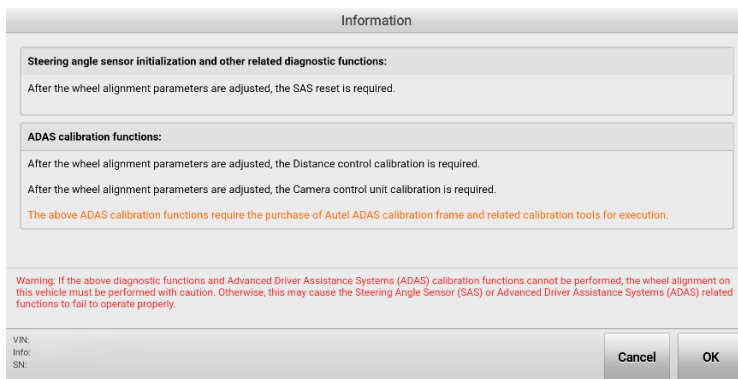 Information
Steering angle sensor initialization and other related diagnostic functions:
After the wheel alignment parameters are adjusted, the SAS reset is required.
ADAS calibration functions:
After the wheel alignment parameters are adjusted, the Distance control calibration is required.
After the wheel alignment parameters are adjusted, the Camera control unit calibration is required.
The above ADAS calibration functions require the purchase of Autel ADAS calibration frame and related calibration tools for execution.
Warning: If the above diagnostic functions and Advanced Driver Assistance Systems (ADAS) calibration functions cannot be performed, the wheel alignment on
this vehicle must be performed with caution. Otherwise, this may cause the Steering Angle Sensor (SAS) or Advanced Driver Assistance Systems (ADAS) related
functions to fail to operate properly.
VIN:
Info:
SN:
Cancel
OK